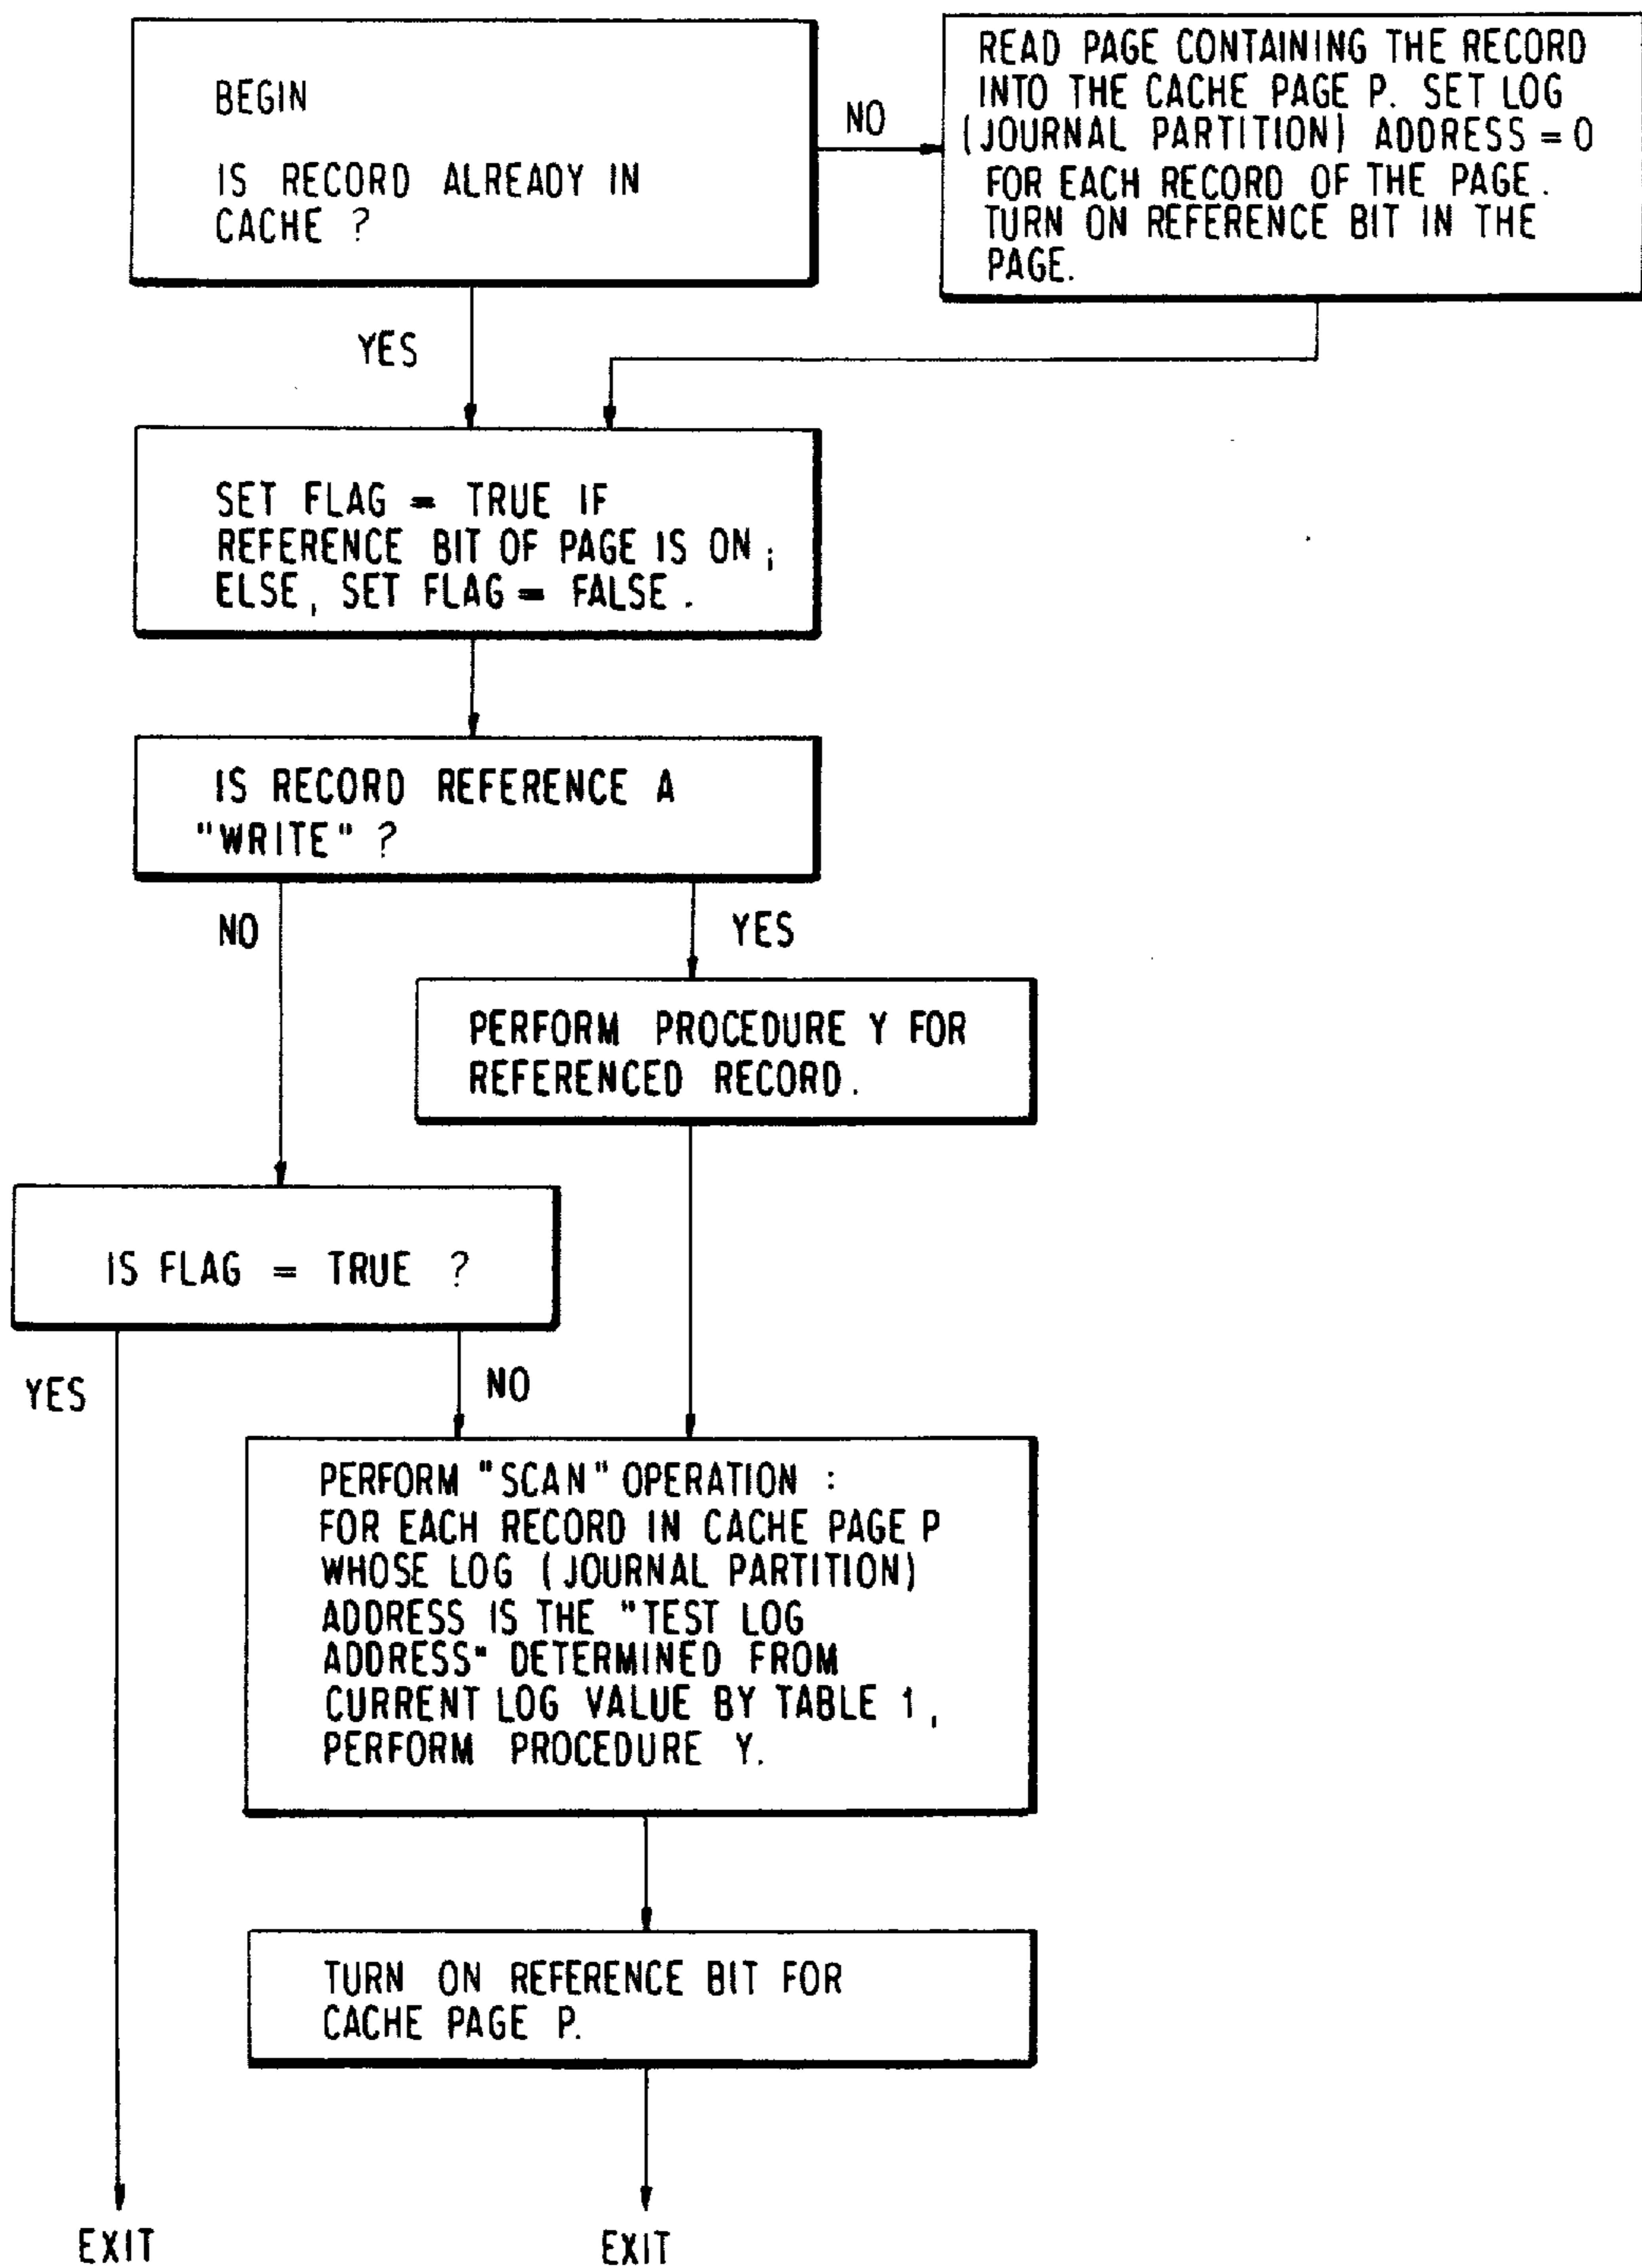 BEGIN
IS RECORD ALREADY IN
CACHE ?
NO
READ PAGE CONTAINING THE RECORD
INTO THE CACHE PAGE P. SET LOG
(JOURNAL PARTITION) ADDRESS = 0
FOR EACH RECORD OF THE PAGE.
TURN ON REFERENCE BIT IN THE
PAGE.
YES
SET FLAG = TRUE IF
REFERENCE BIT OF PAGE IS ON;
ELSE, SET FLAG = FALSE.
IS RECORD REFERENCE A
"WRITE" ?
NO
YES
PERFORM PROCEDURE Y FOR
REFERENCED RECORD.
IS FLAG = TRUE ?
YES
NO
PERFORM "SCAN" OPERATION :
FOR EACH RECORD IN CACHE PAGE P
WHOSE LOG (JOURNAL PARTITION)
ADDRESS IS THE "TEST LOG
ADDRESS" DETERMINED FROM
CURRENT LOG VALUE BY TABLE 1,
PERFORM PROCEDURE Y.
TURN ON REFERENCE BIT FOR
CACHE PAGE P.
EXIT
EXIT